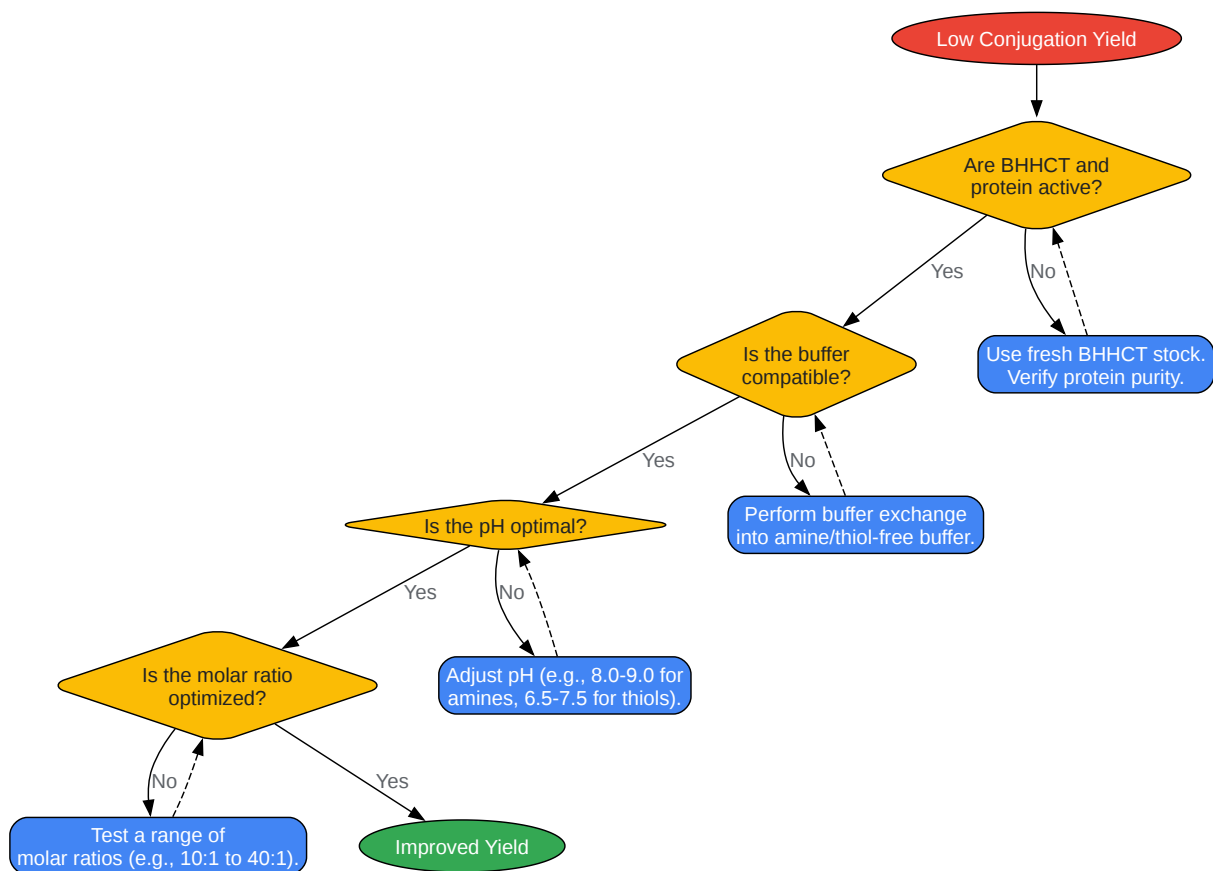 Low Conjugation Yield
Are BHHCT and
protein active?
Yes
No
Use fresh BHHCT stock.
Verify protein purity.
Is the buffer
compatible?
Yes
No
Perform buffer exchange
into amine/thiol-free buffer.
Is the pH optimal?
Yes
No
Adjust pH (e.g., 8.0-9.0 for
amines, 6.5-7.5 for thiols).
Is the molar ratio
optimized?
No
Yes
Test a range of
molar ratios (e.g., 10:1 to 40:1).
Improved Yield